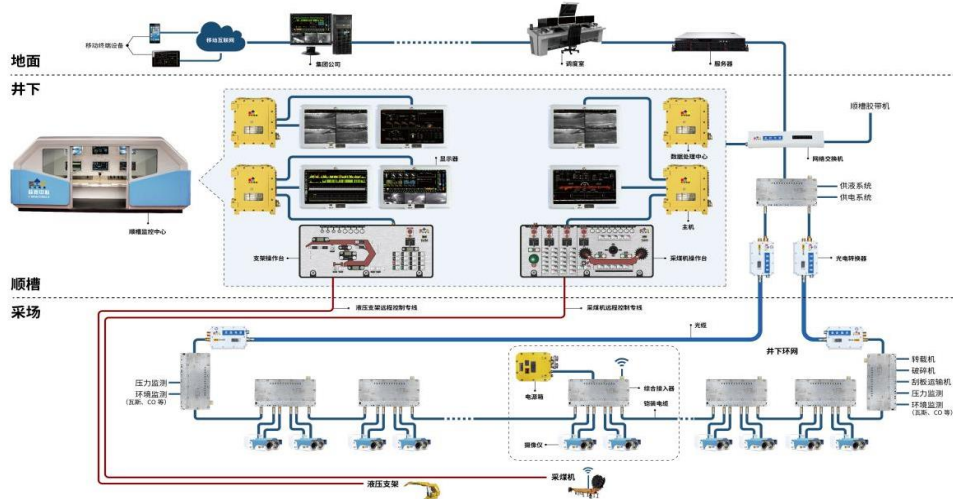 移动终端设备
移动互联网
集团公司
调度室
服务器
地面
井下
顺槽胶带机
网络交换机
数据处理中心
显示器
供液系统
供电系统
主机
顺槽监控中心
支架操作台
采煤机操作台
光电转换器
顺槽
采场
液压支架远程控制专线
采煤机远程控制专线
光缆
井下环网
压力监测
环境监测
(瓦斯、CO 等)
电源箱
综合接入器
铠装电缆
摄像仪
转载机
破碎机
刮板运输机
压力监测
环境监测
(瓦斯、CO 等)
液压支架
采煤机